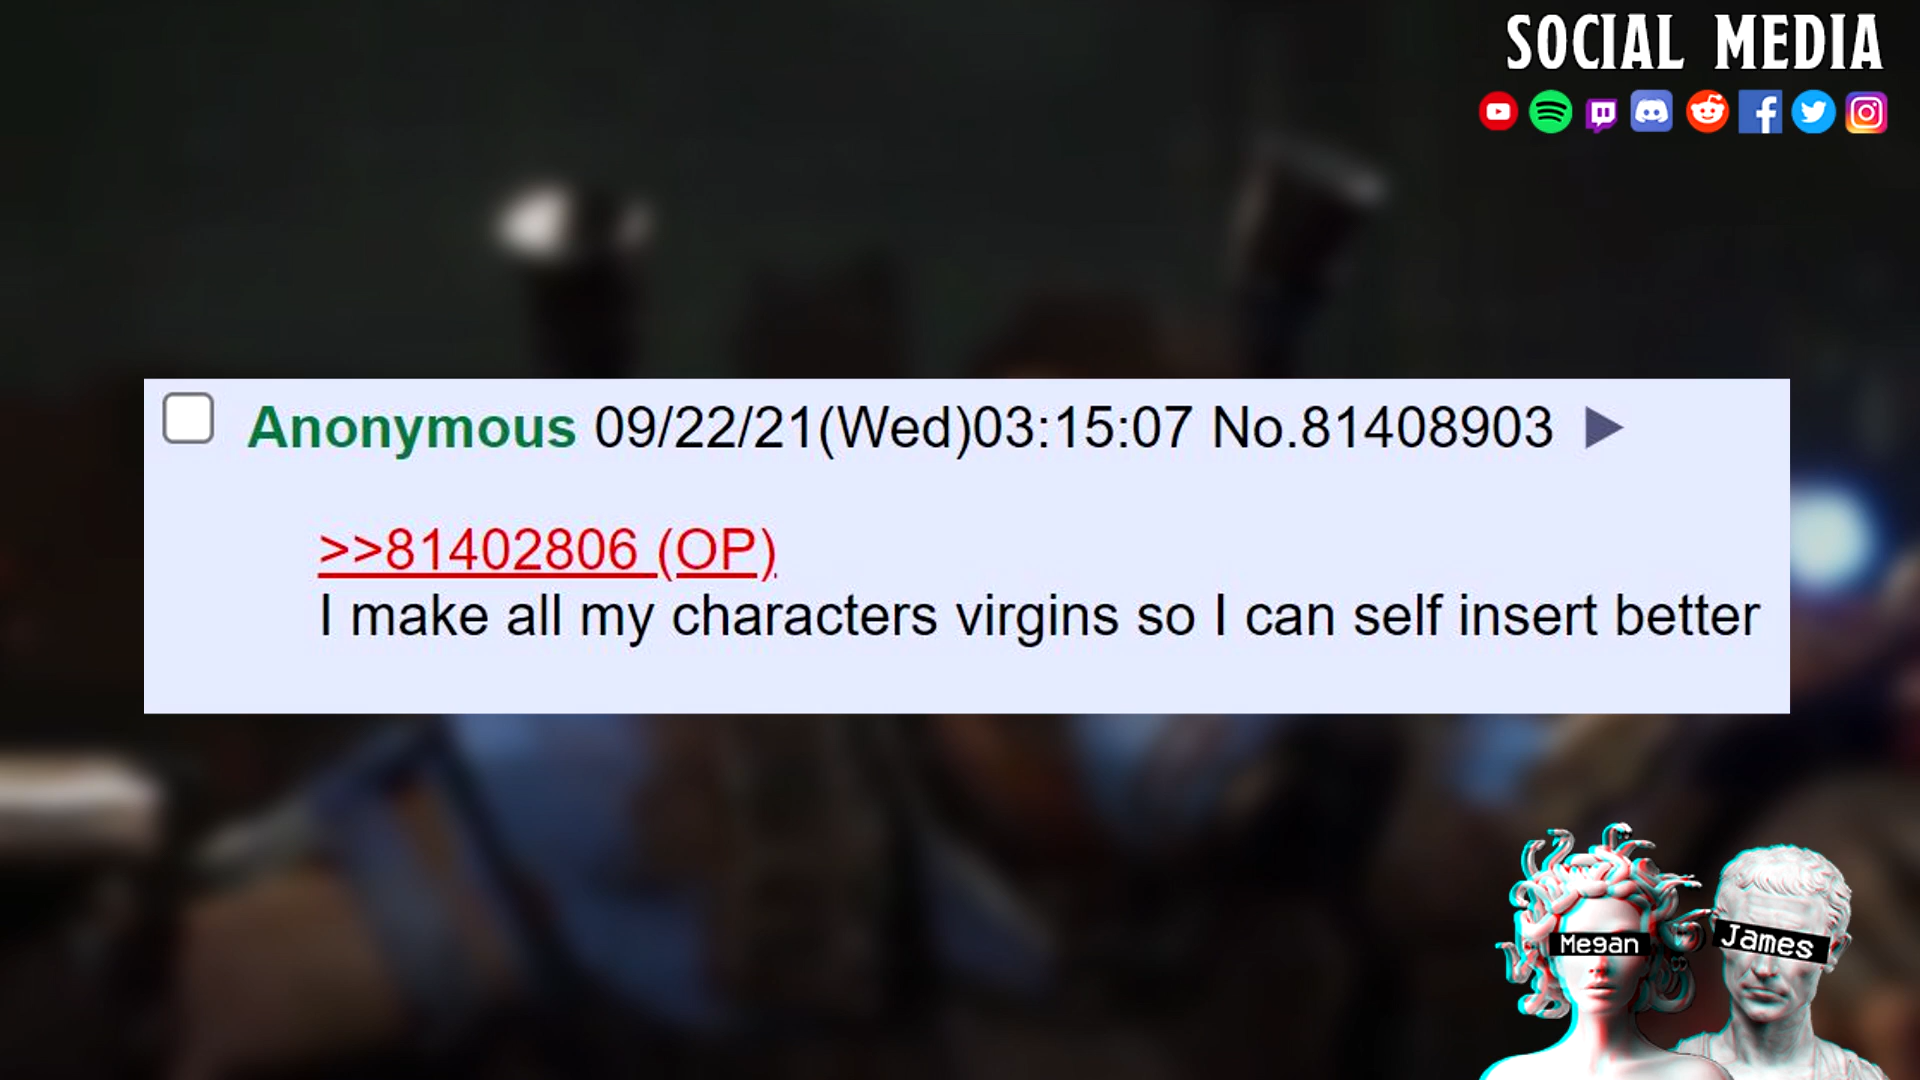 SOCIAL MEDIA
Anonymous 09/22/21(Wed)03:15:07 No.81408903 ▶
>>81402806 (OP)
I make all my characters virgins so I can self insert better
Megan
James